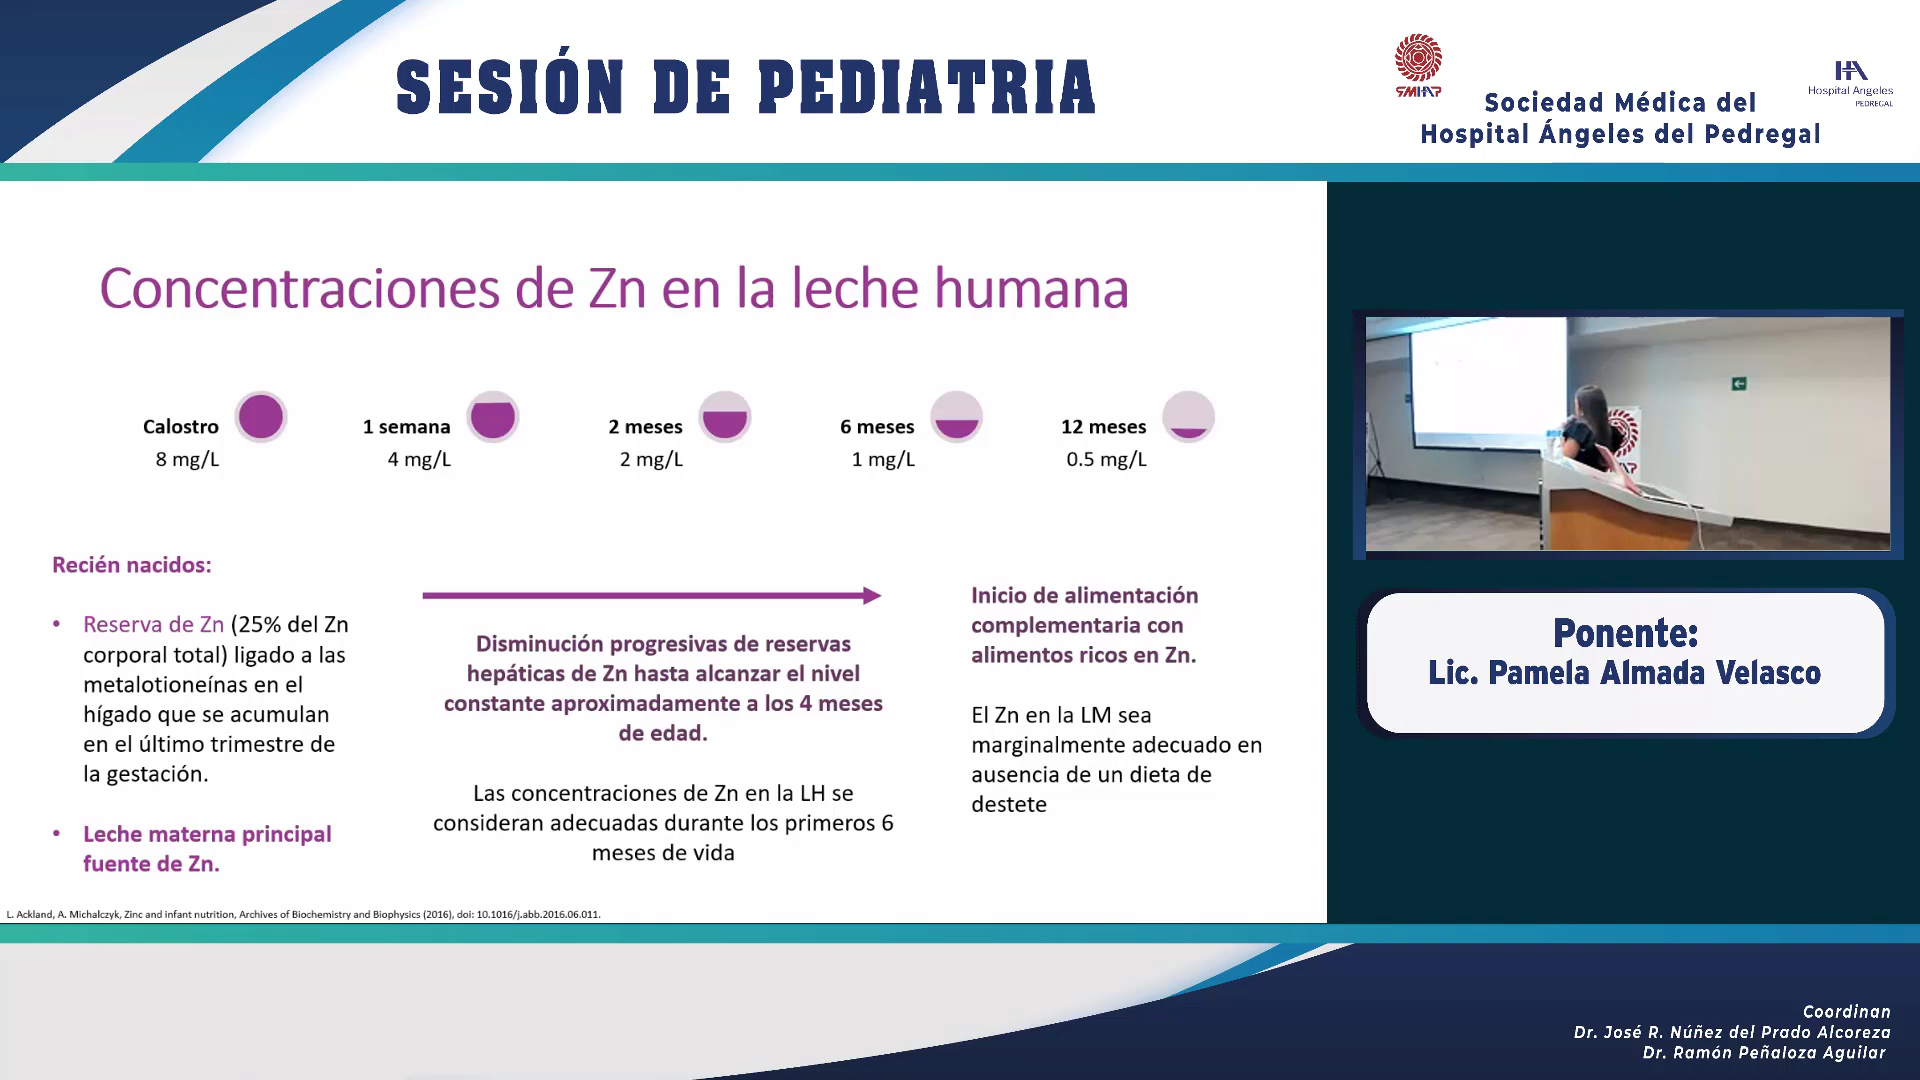 SESIÓN DE PEDIATRIA
SMHAP
Sociedad Médica del
Hospital Ángeles del Pedregal
HA
Hospital Angeles
PEDREGAL
Concentraciones de Zn en la leche humana
Calostro
8 mg/L
1 semana
4 mg/L
2 meses
2 mg/L
6 meses
1 mg/L
12 meses
0.5 mg/L
Recién nacidos:
• Reserva de Zn (25% del Zn
corporal total) ligado a las
metalotioneínas en el
hígado que se acumulan
en el último trimestre de
la gestación.
• Leche materna principal
fuente de Zn.
Disminución progresivas de reservas
hepáticas de Zn hasta alcanzar el nivel
constante aproximadamente a los 4 meses
de edad.
Las concentraciones de Zn en la LH se
consideran adecuadas durante los primeros 6
meses de vida
Inicio de alimentación
complementaria con
alimentos ricos en Zn.
El Zn en la LM sea
marginalmente adecuado en
ausencia de un dieta de
destete
L. Ackland, A. Michalczyk, Zinc and infant nutrition, Archives of Biochemistry and Biophysics (2016), doi: 10.1016/j.abb.2016.06.011.
Ponente:
Lic. Pamela Almada Velasco
Coordinan
Dr. José R. Núñez del Prado Alcoreza
Dr. Ramón Peñaloza Aguilar